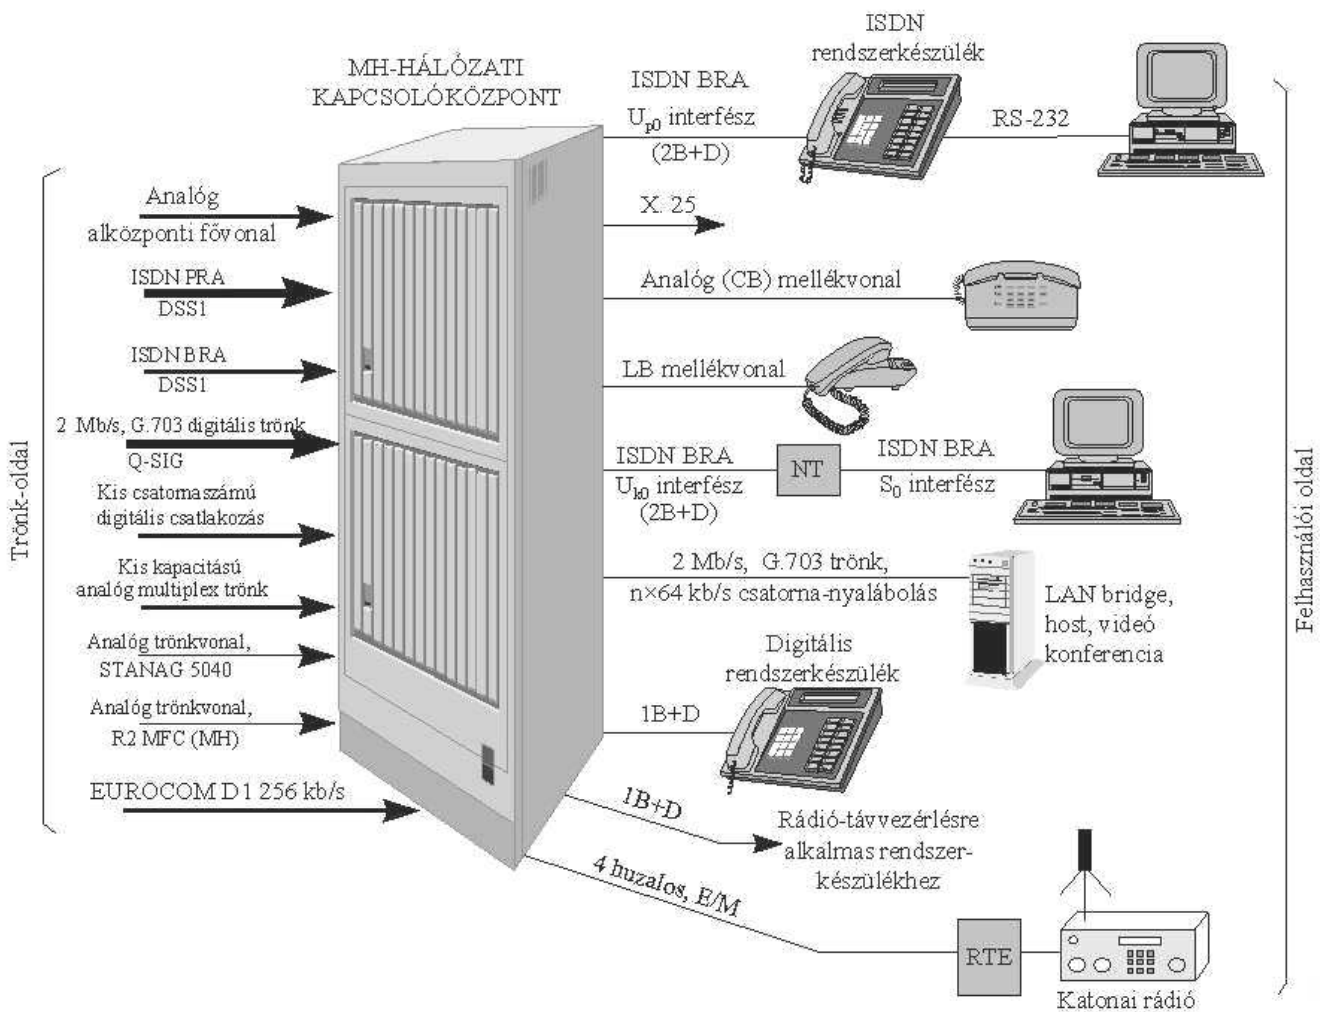 MH-HÁLÓZATI
KAPCSOLÓKÖZPONT
Trönk-oldal
Analóg
alközponti fővonal
ISDN PRA
DSS1
ISDN BRA
DSS1
2 Mb/s, G.703 digitális trönk
Q-SIG
Kis csatornaszámú
digitális csatlakozás
Kis kapacitású
analóg multiplex trönk
Analóg trönkvonal,
STANAG 5040
Analóg trönkvonal,
R2 MFC (MH)
EUROCOM D1 256 kb/s
ISDN BRA
Up0 interfész
(2B+D)
ISDN
rendszerkészülék
RS-232
X. 25
Analóg (CB) mellékvonal
LB mellékvonal
ISDN BRA
Uk0 interfész
(2B+D)
NT
ISDN BRA
S0 interfész
2 Mb/s, G.703 trönk,
n×64 kb/s csatorna-nyalábolás
LAN bridge,
host, videó
konferencia
Digitális
rendszerkészülék
1B+D
1B+D
Rádió-távvezérlésre
alkalmas rendszer-
készülékhez
4 huzalos, E/M
RTE
Katonai rádió
Felhasználói oldal